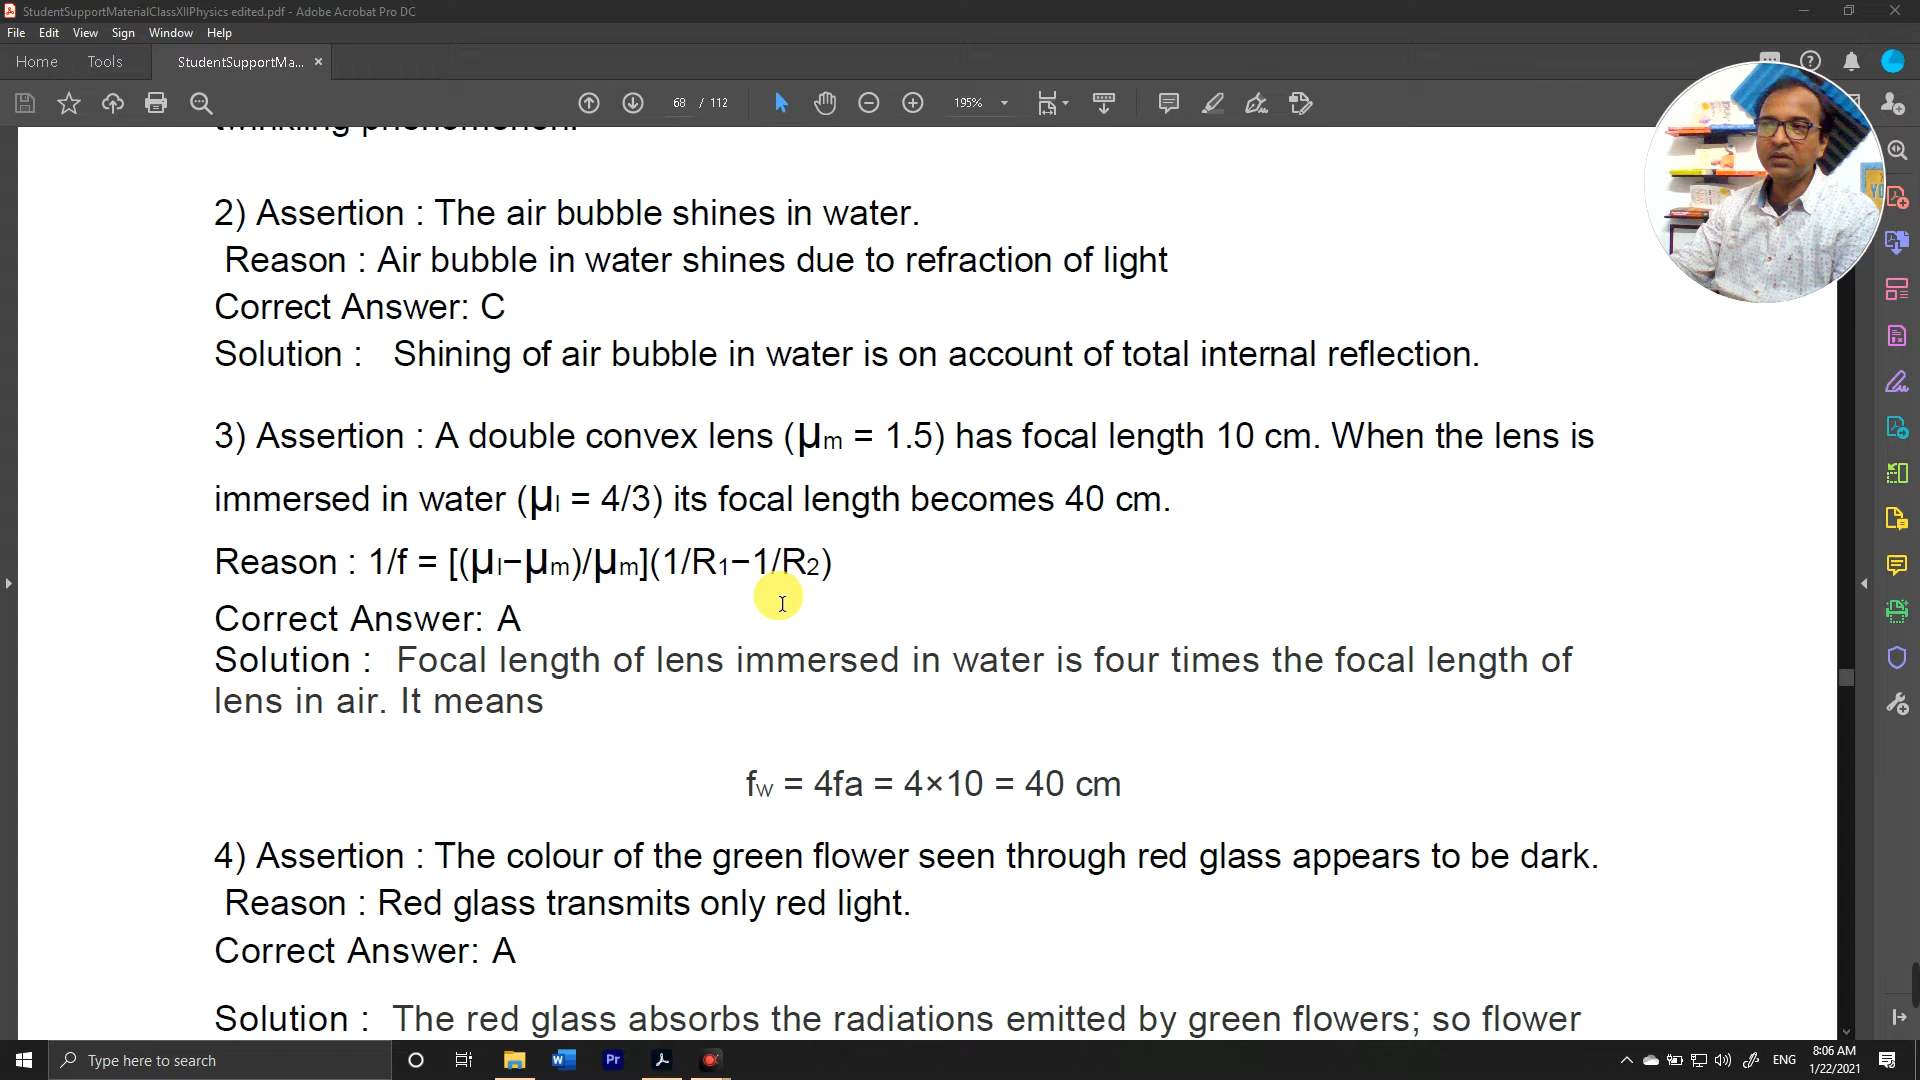 StudentSupportMaterialClassXIIPhysics edited.pdf - Adobe Acrobat Pro DC
File Edit View Sign Window Help
Home Tools StudentSupportMa... ×
68 / 112 195%
twinkling phenomenon.
2) Assertion : The air bubble shines in water.
Reason : Air bubble in water shines due to refraction of light
Correct Answer: C
Solution : Shining of air bubble in water is on account of total internal reflection.
3) Assertion : A double convex lens (μm = 1.5) has focal length 10 cm. When the lens is
immersed in water (μl = 4/3) its focal length becomes 40 cm.
Reason : 1/f = [(μl−μm)/μm](1/R1−1/R2)
Correct Answer: A
Solution : Focal length of lens immersed in water is four times the focal length of
lens in air. It means
fw = 4fa = 4×10 = 40 cm
4) Assertion : The colour of the green flower seen through red glass appears to be dark.
Reason : Red glass transmits only red light.
Correct Answer: A
Solution : The red glass absorbs the radiations emitted by green flowers; so flower
Type here to search
Pr
ENG
8:06 AM
1/22/2021